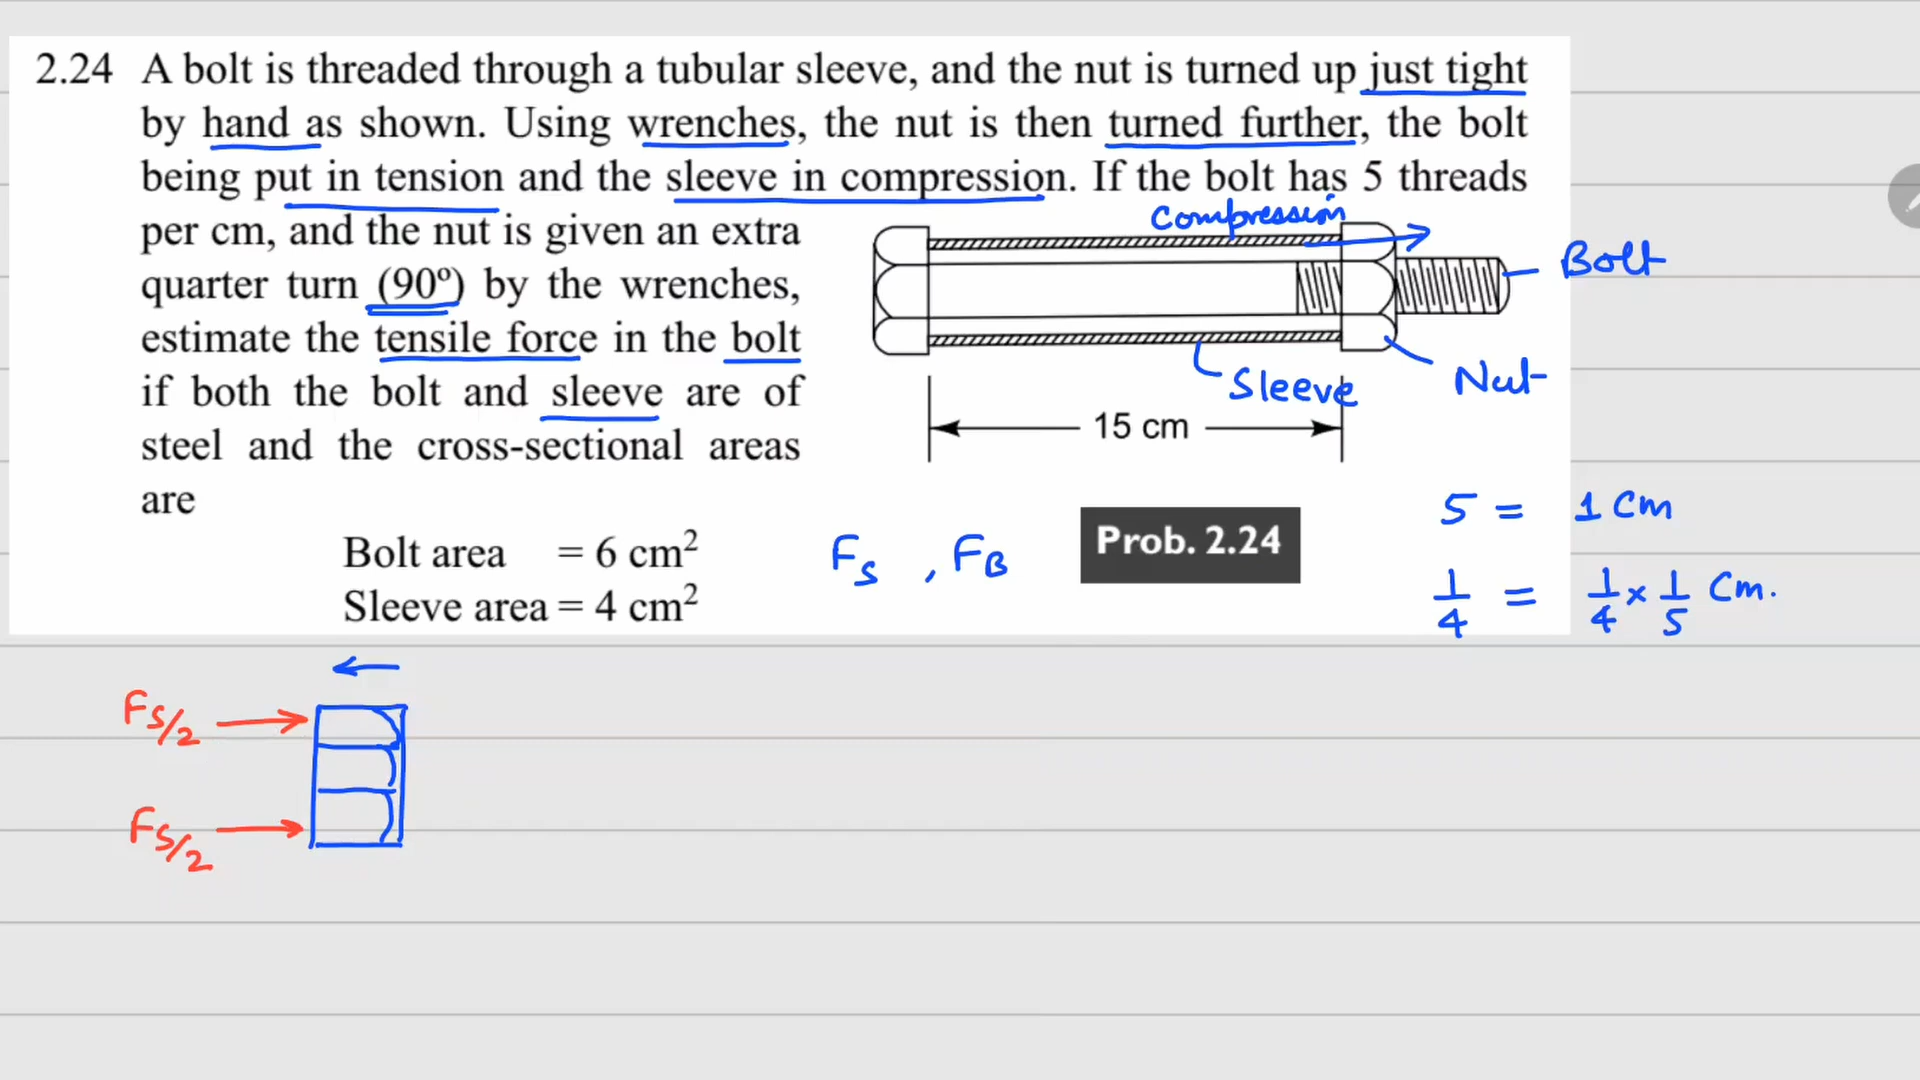 2.24 A bolt is threaded through a tubular sleeve, and the nut is turned up just tight
by hand as shown. Using wrenches, the nut is then turned further, the bolt
being put in tension and the sleeve in compression. If the bolt has 5 threads
per cm, and the nut is given an extra
quarter turn (90º) by the wrenches,
estimate the tensile force in the bolt
if both the bolt and sleeve are of
steel and the cross-sectional areas
are
Bolt area = 6 cm²
Sleeve area = 4 cm²
Compression
Bolt
Sleeve
Nut
15 cm
Prob. 2.24
F_S , F_B
5 = 1 Cm
1/4 = 1/4 × 1/5 Cm.
F_S/2
F_S/2